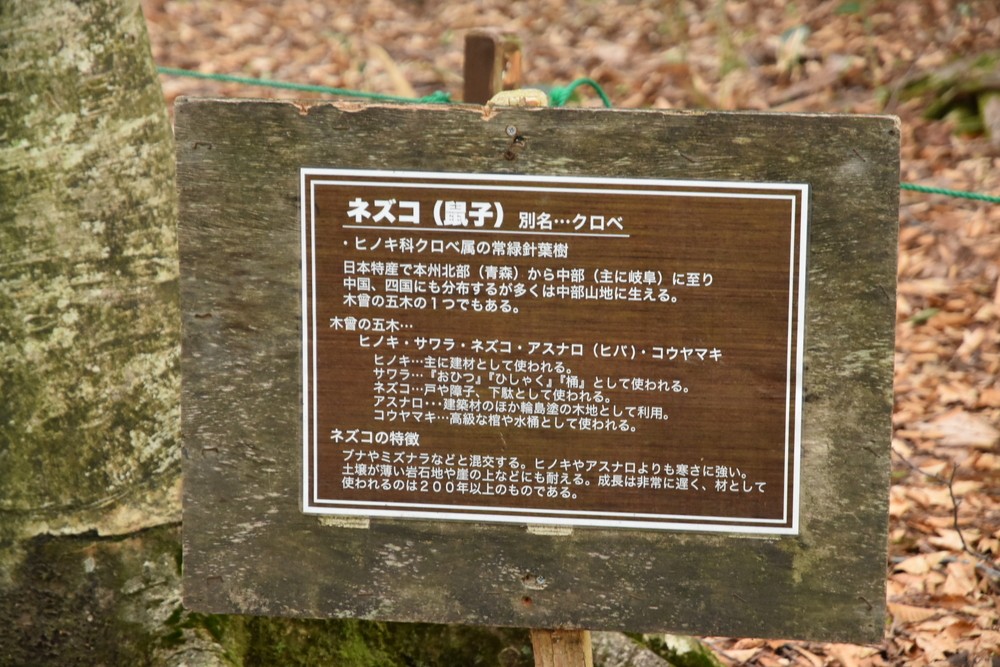 ネズコ（鼠子）別名…クロベ
・ヒノキ科クロベ属の常緑針葉樹
日本特産で本州北部（青森）から中部（主に岐阜）に至り
中国、四国にも分布するが多くは中部山地に生える。
木曾の五木の１つでもある。
木曾の五木…
ヒノキ・サワラ・ネズコ・アスナロ（ヒバ）・コウヤマキ
ヒノキ…主に建材として使われる。
サワラ…『おひつ』『ひしゃく』『桶』として使われる。
ネズコ…戸や障子、下駄として使われる。
アスナロ…建築材のほか輪島塗の木地として利用。
コウヤマキ…高級な棺や水桶として使われる。
ネズコの特徴
ブナやミズナラなどと混交する。ヒノキやアスナロよりも寒さに強い。
土壌が薄い岩石地や崖の上などにも耐える。成長は非常に遅く、材として
使われるのは２００年以上のものである。